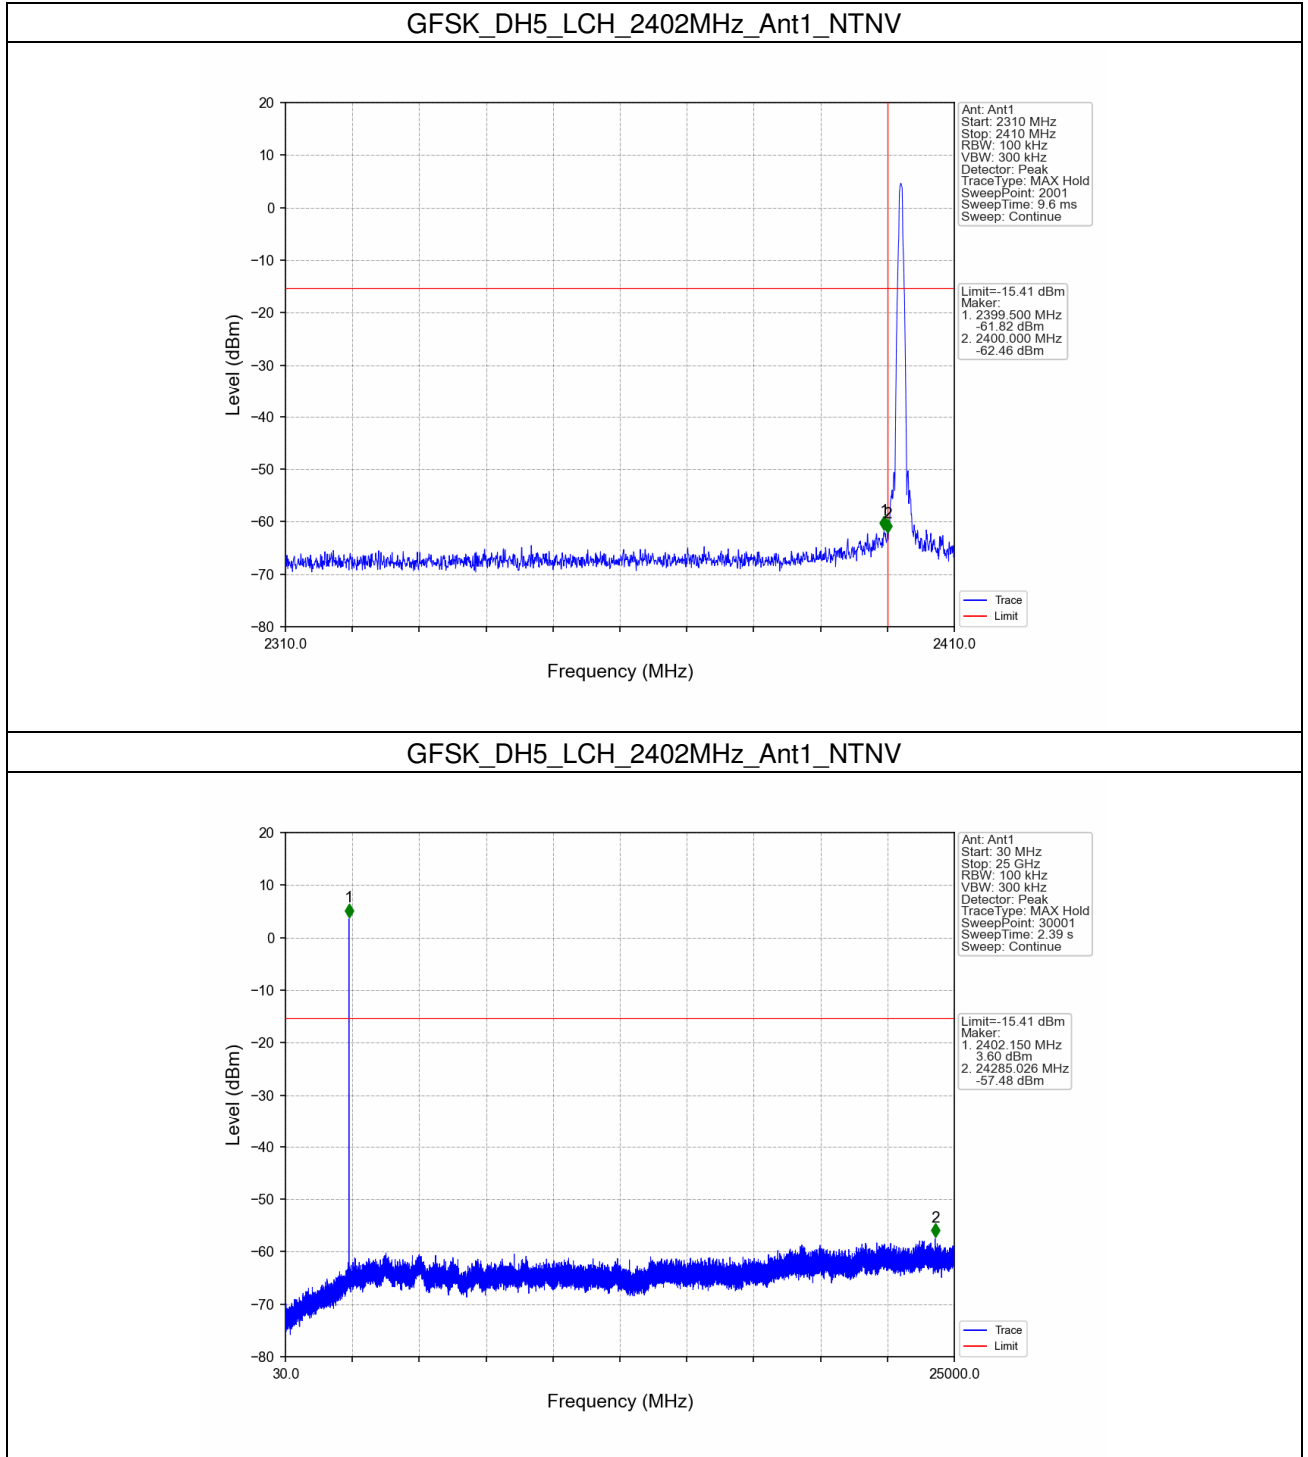 GFSK_DH5_LCH_2402MHz_Ant1_NTNV
20
10
0
−10
−20
−30
−40
−50
−60
−70
−80
Level (dBm)
1
2
2310.0
2410.0
Frequency (MHz)
Ant: Ant1
Start: 2310 MHz
Stop: 2410 MHz
RBW: 100 kHz
VBW: 300 kHz
Detector: Peak
TraceType: MAX Hold
SweepPoint: 2001
SweepTime: 9.6 ms
Sweep: Continue
Limit=-15.41 dBm
Maker:
1. 2399.500 MHz
-61.82 dBm
2. 2400.000 MHz
-62.46 dBm
Trace
Limit
GFSK_DH5_LCH_2402MHz_Ant1_NTNV
20
10
0
−10
−20
−30
−40
−50
−60
−70
−80
Level (dBm)
1
2
30.0
25000.0
Frequency (MHz)
Ant: Ant1
Start: 30 MHz
Stop: 25 GHz
RBW: 100 kHz
VBW: 300 kHz
Detector: Peak
TraceType: MAX Hold
SweepPoint: 30001
SweepTime: 2.39 s
Sweep: Continue
Limit=-15.41 dBm
Maker:
1. 2402.150 MHz
3.60 dBm
2. 24285.026 MHz
-57.48 dBm
Trace
Limit